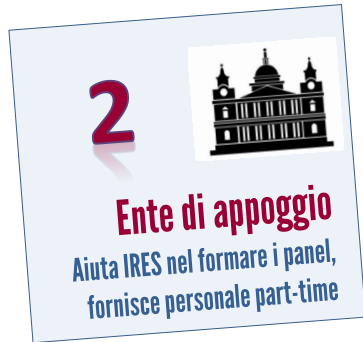 2
Ente di appoggio
Aiuta IRES nel formare i panel,
fornisce personale part-time